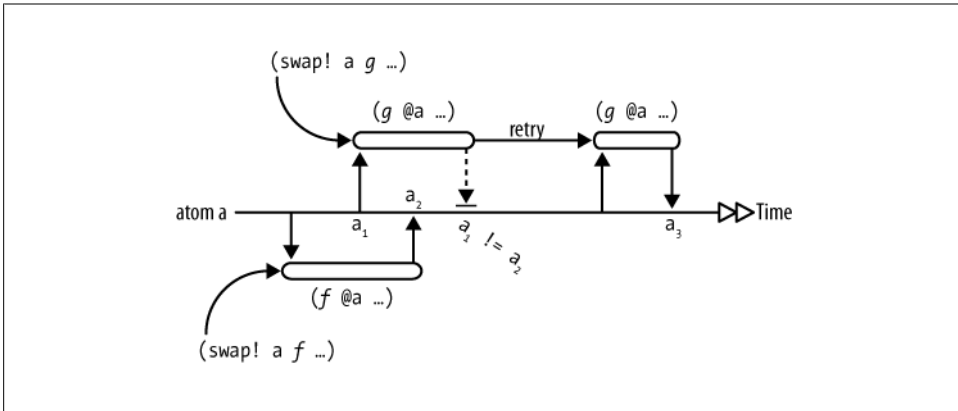 (swap! a g …)
(g @a …)
(g @a …)
retry
a₂
atom a
Time
a₁
a₁ != a₂
a₃
(f @a …)
(swap! a f …)